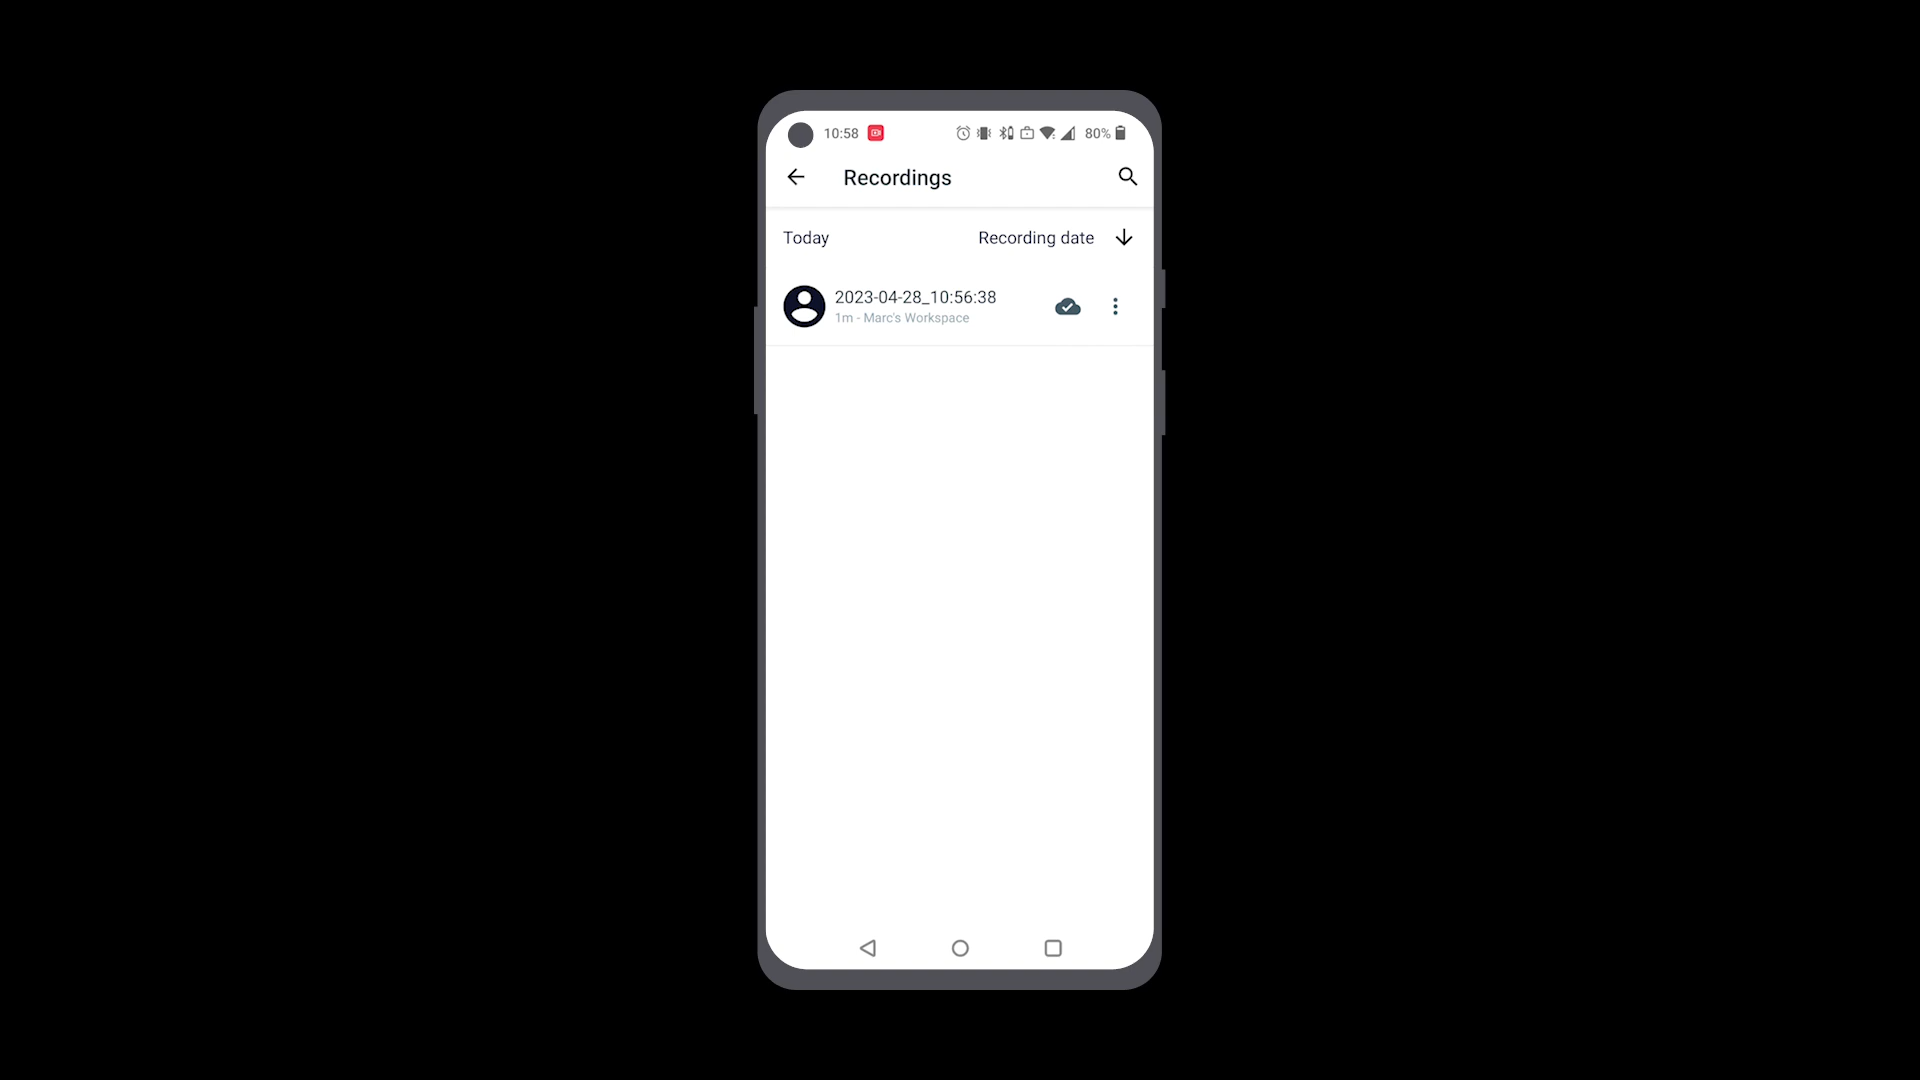 10:58 80%
Recordings
Today Recording date
2023-04-28_10:56:38
1m - Marc's Workspace